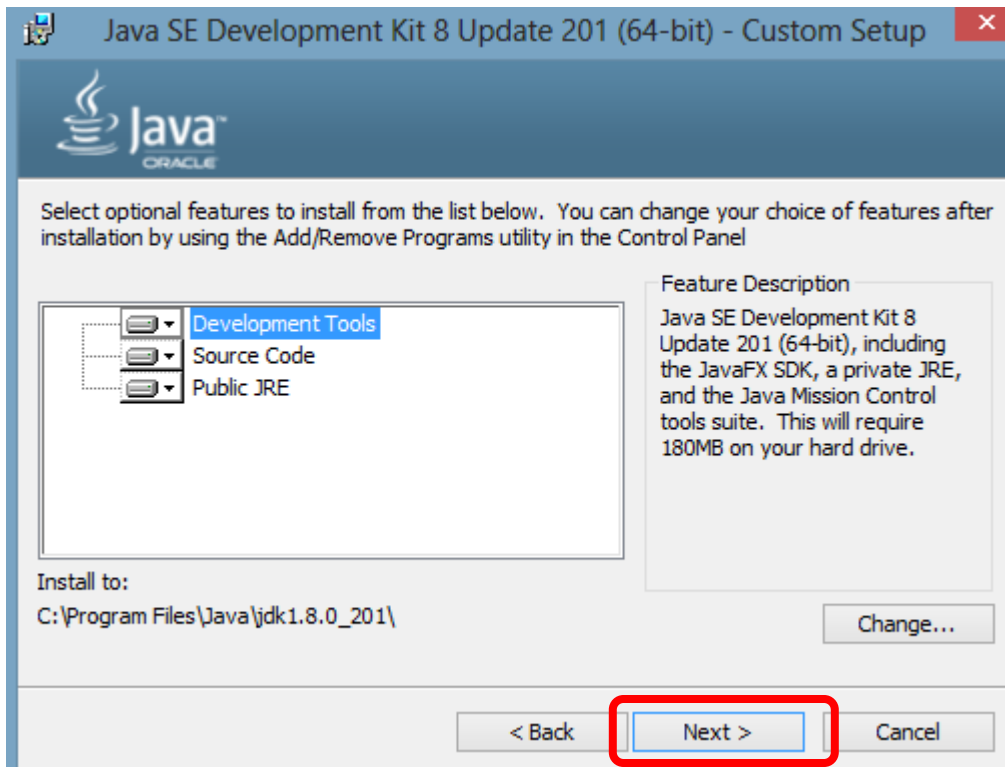 Java SE Development Kit 8 Update 201 (64-bit) - Custom Setup
Java™
ORACLE
Select optional features to install from the list below.  You can change your choice of features after
installation by using the Add/Remove Programs utility in the Control Panel
Development Tools
Source Code
Public JRE
Feature Description
Java SE Development Kit 8
Update 201 (64-bit), including
the JavaFX SDK, a private JRE,
and the Java Mission Control
tools suite.  This will require
180MB on your hard drive.
Install to:
C:\Program Files\Java\jdk1.8.0_201\
Change...
< Back
Next >
Cancel